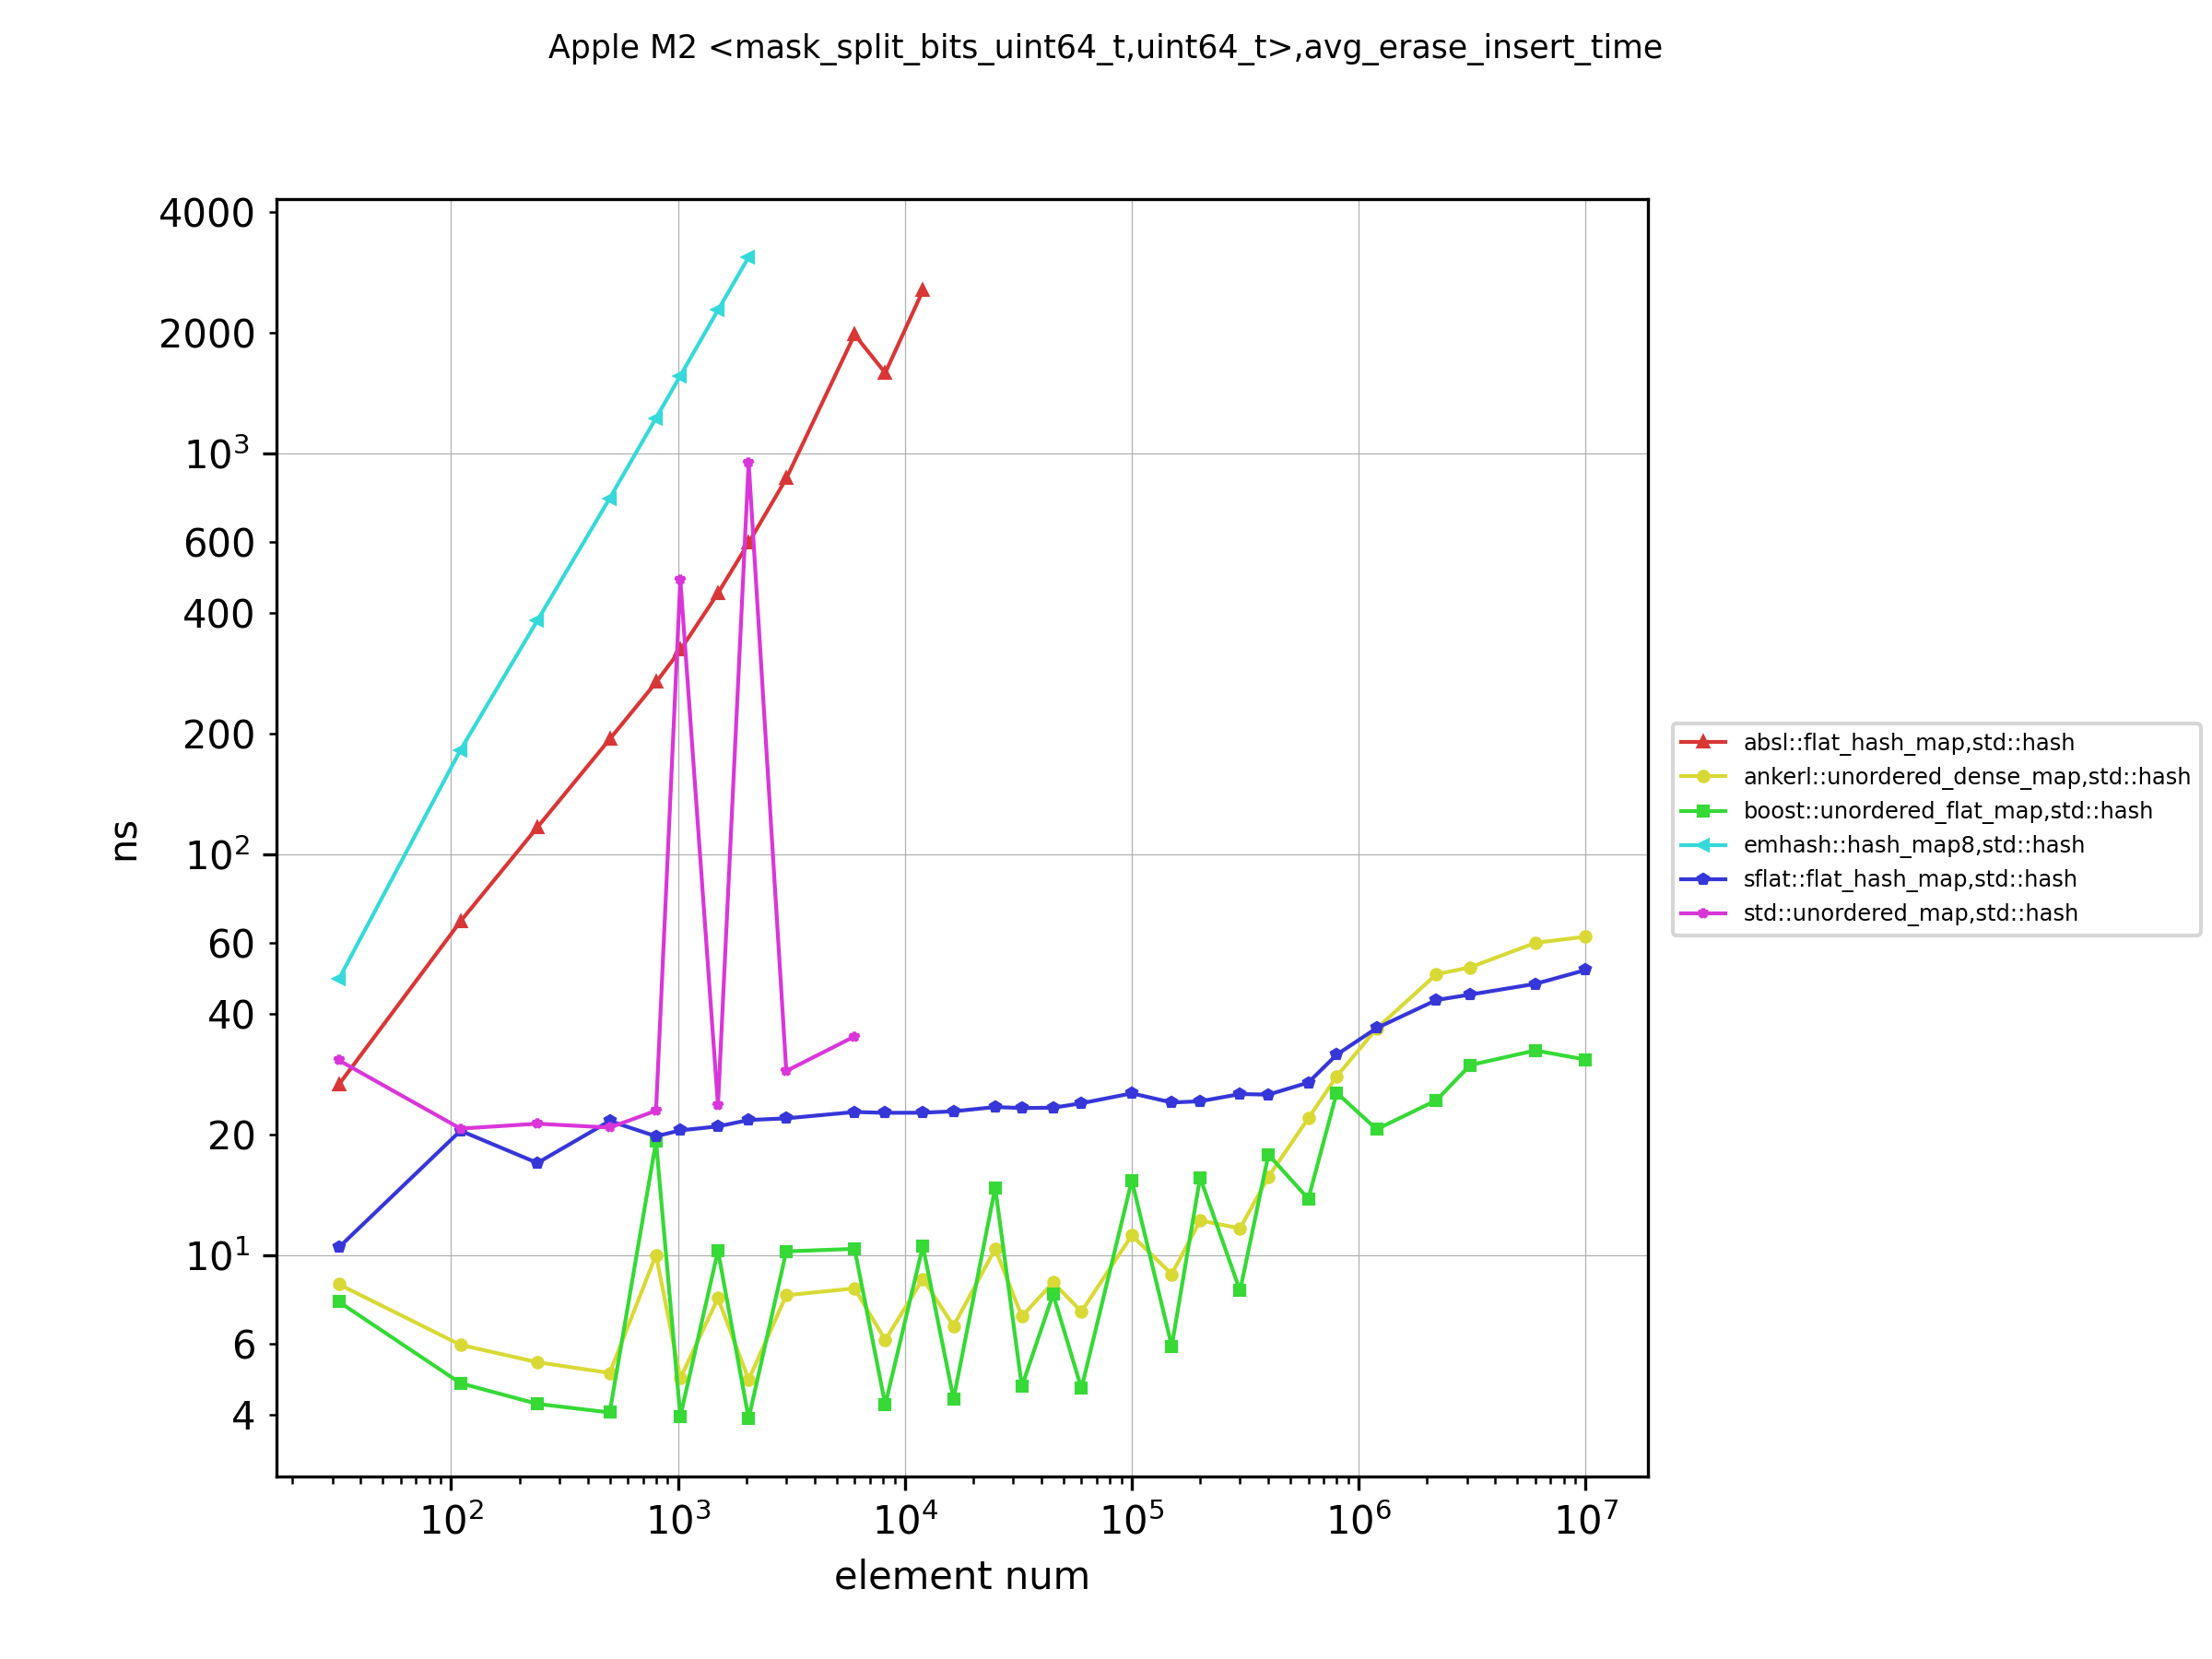 Apple M2 <mask_split_bits_uint64_t,uint64_t>,avg_erase_insert_time
4000
2000
10³
600
400
200
10²
60
40
20
10¹
6
4
ns
10² 10³ 10⁴ 10⁵ 10⁶ 10⁷
element num
absl::flat_hash_map,std::hash
ankerl::unordered_dense_map,std::hash
boost::unordered_flat_map,std::hash
emhash::hash_map8,std::hash
sflat::flat_hash_map,std::hash
std::unordered_map,std::hash